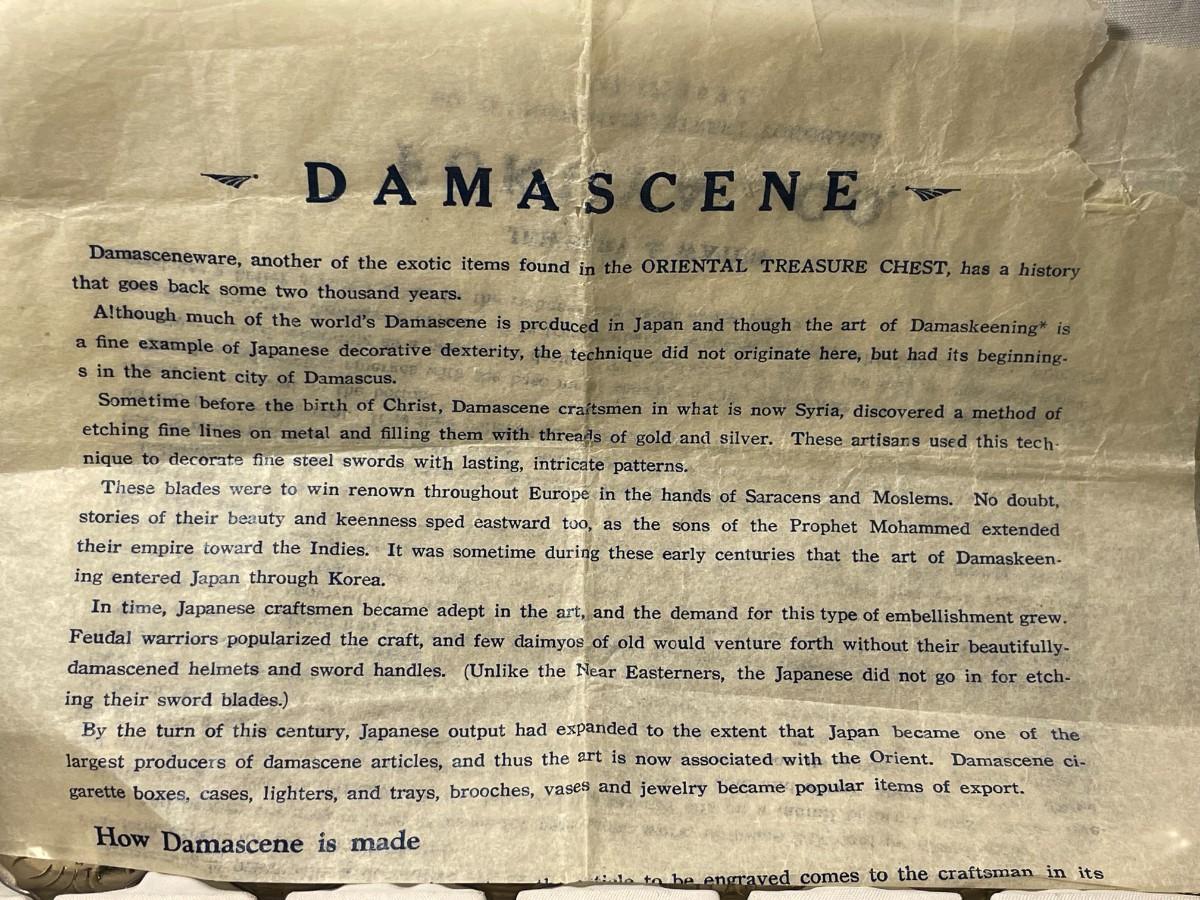 DAMASCENE
Damasceneware, another of the exotic items found in the ORIENTAL TREASURE CHEST, has a history
that goes back some two thousand years.
Although much of the world's Damascene is produced in Japan and though the art of Damaskeening* is
a fine example of Japanese decorative dexterity, the technique did not originate here, but had its beginning-
s in the ancient city of Damascus.
Sometime before the birth of Christ, Damascene craftsmen in what is now Syria, discovered a method of
etching fine lines on metal and filling them with threads of gold and silver. These artisans used this tech-
nique to decorate fine steel swords with lasting, intricate patterns.
These blades were to win renown throughout Europe in the hands of Saracens and Moslems. No doubt,
stories of their beauty and keenness sped eastward too, as the sons of the Prophet Mohammed extended
their empire toward the Indies. It was sometime during these early centuries that the art of Damaskeen-
ing entered Japan through Korea.
In time, Japanese craftsmen became adept in the art, and the demand for this type of embellishment grew.
Feudal warriors popularized the craft, and few daimyos of old would venture forth without their beautifully-
damascened helmets and sword handles. (Unlike the Near Easterners, the Japanese did not go in for etch-
ing their sword blades.)
By the turn of this century, Japanese output had expanded to the extent that Japan became one of the
largest producers of damascene articles, and thus the art is now associated with the Orient. Damascene ci-
garette boxes, cases, lighters, and trays, brooches, vases and jewelry became popular items of export.
How Damascene is made
to be engraved comes to the craftsman in its